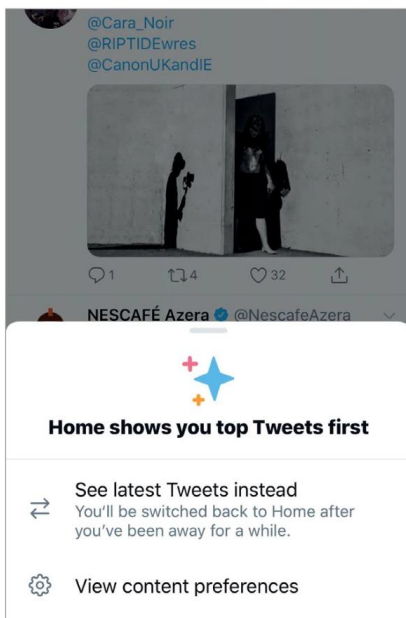 @Cara_Noir
@RIPTIDEwres
@CanonUKandIE
1 4 32
NESCAFÉ Azera @NescafeAzera
Home shows you top Tweets first
See latest Tweets instead
You'll be switched back to Home after
you've been away for a while.
View content preferences